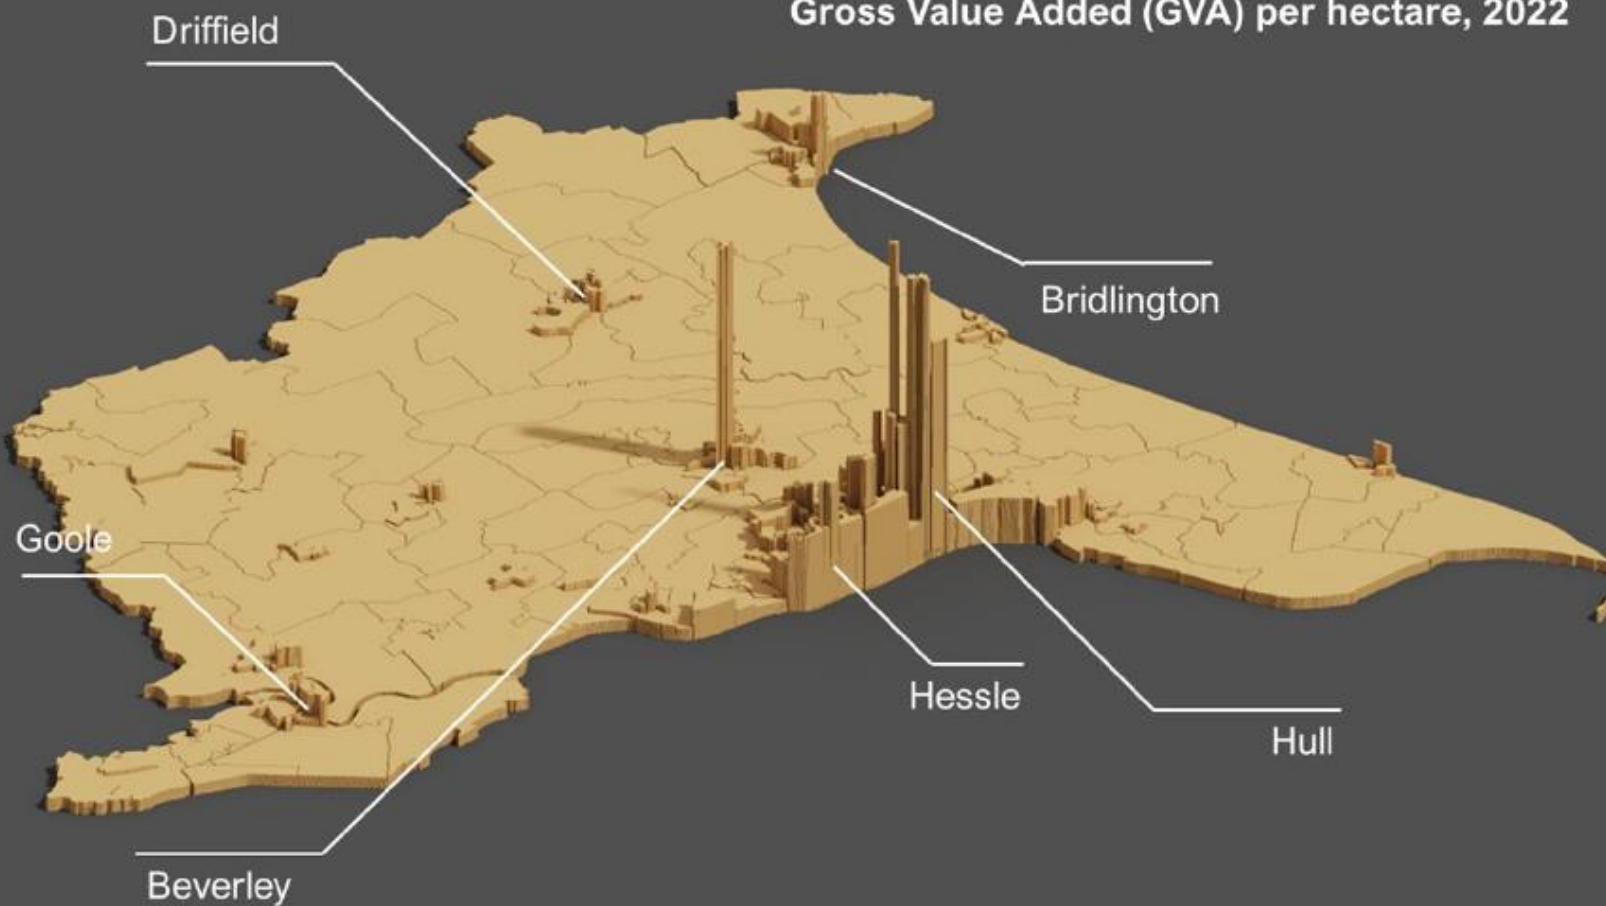 Gross Value Added (GVA) per hectare, 2022
Driffield
Bridlington
Goole
Hessle
Hull
Beverley